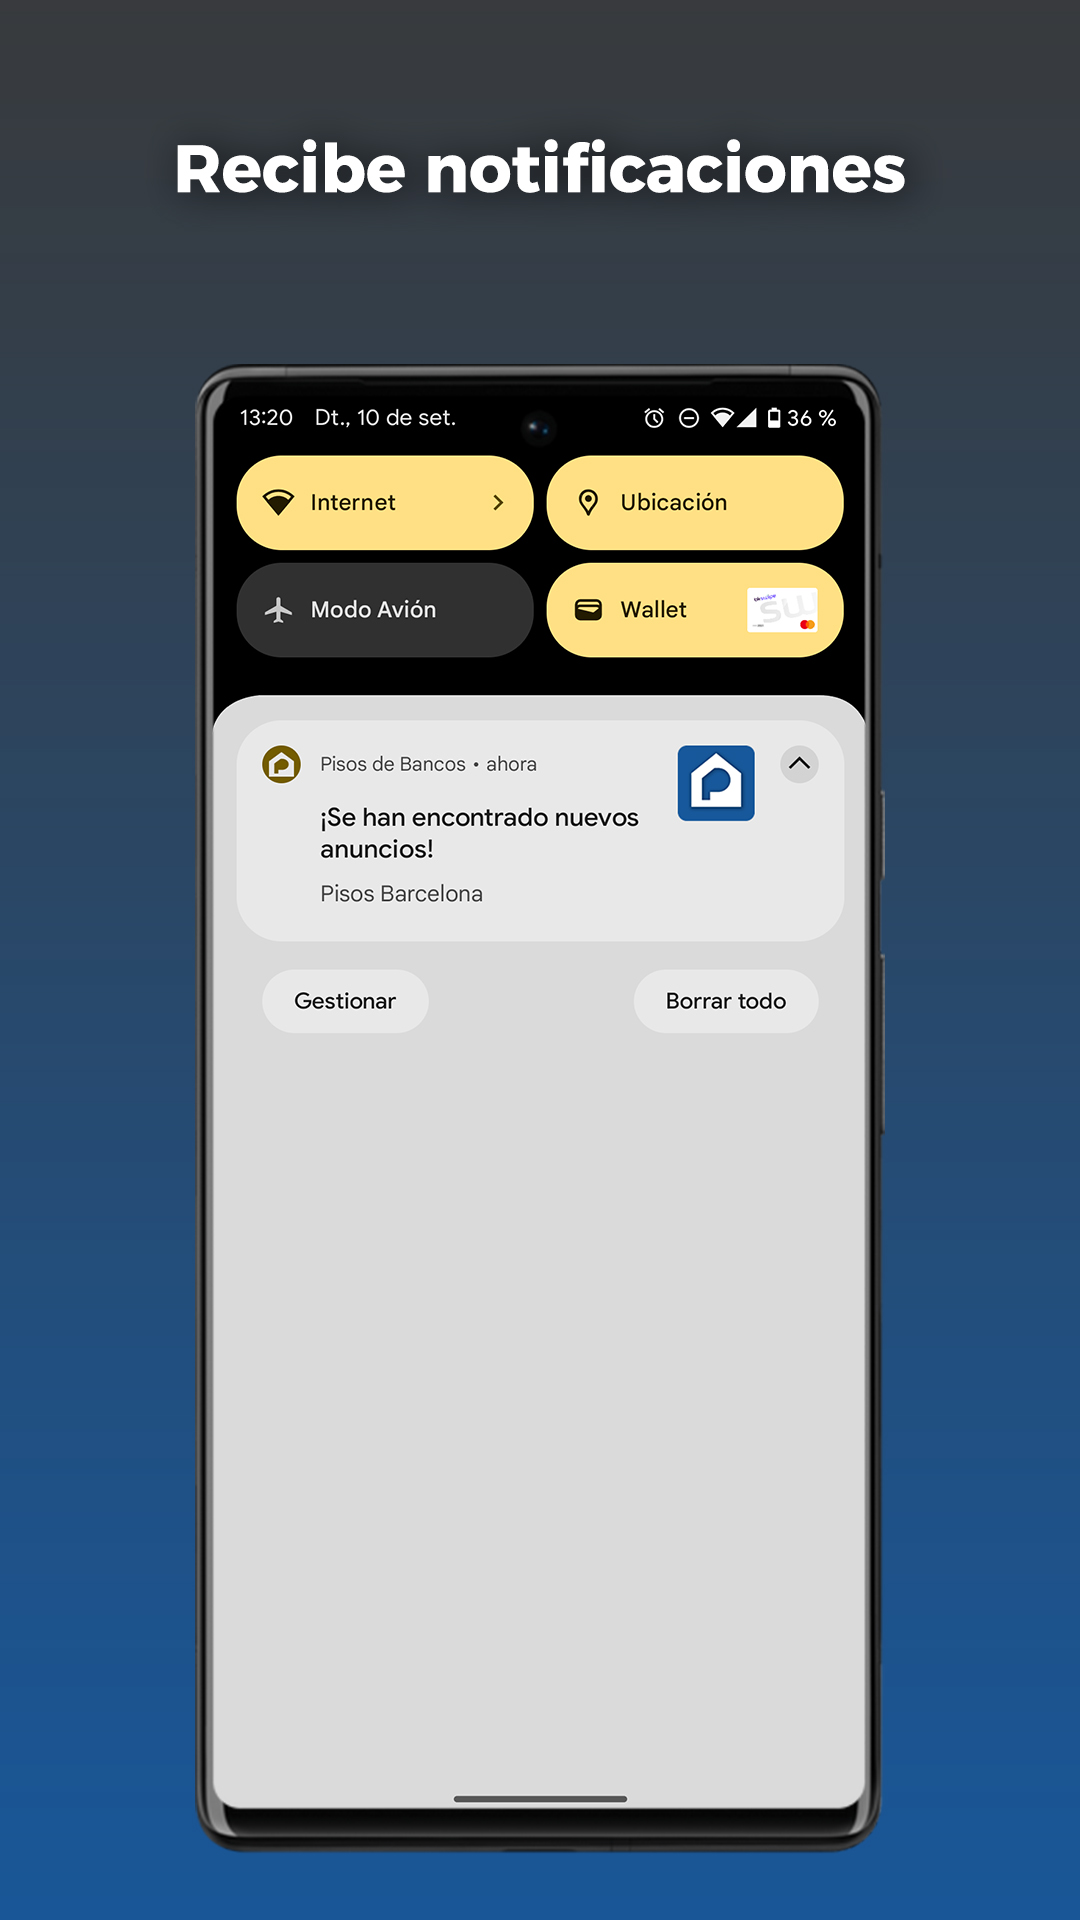 Recibe notificaciones
13:20 Dt., 10 de set. 36 %
Internet
Ubicación
Modo Avión
Wallet
Pisos de Bancos • ahora
¡Se han encontrado nuevos
anuncios!
Pisos Barcelona
Gestionar
Borrar todo